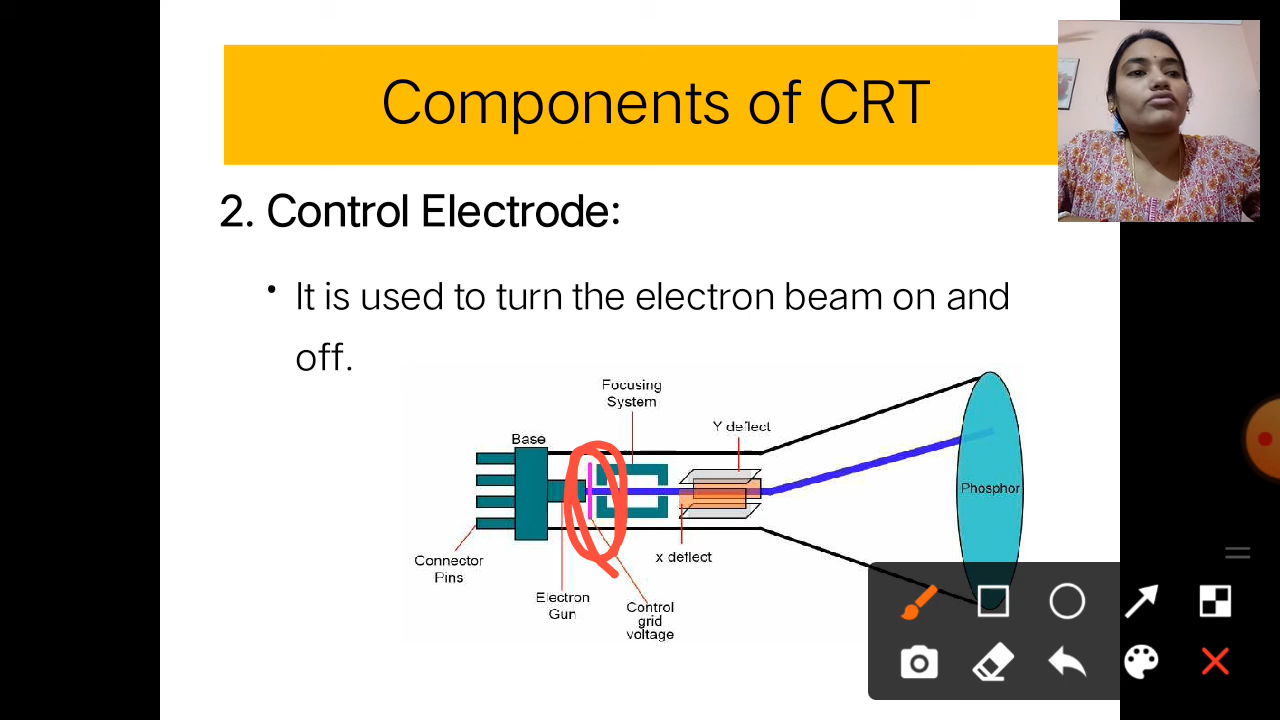 Components of CRT
2. Control Electrode:
• It is used to turn the electron beam on and
off.
Focusing
System
Y deflect
Base
Phosphor
x deflect
Connector
Pins
Electron
Gun
Control
grid
voltage